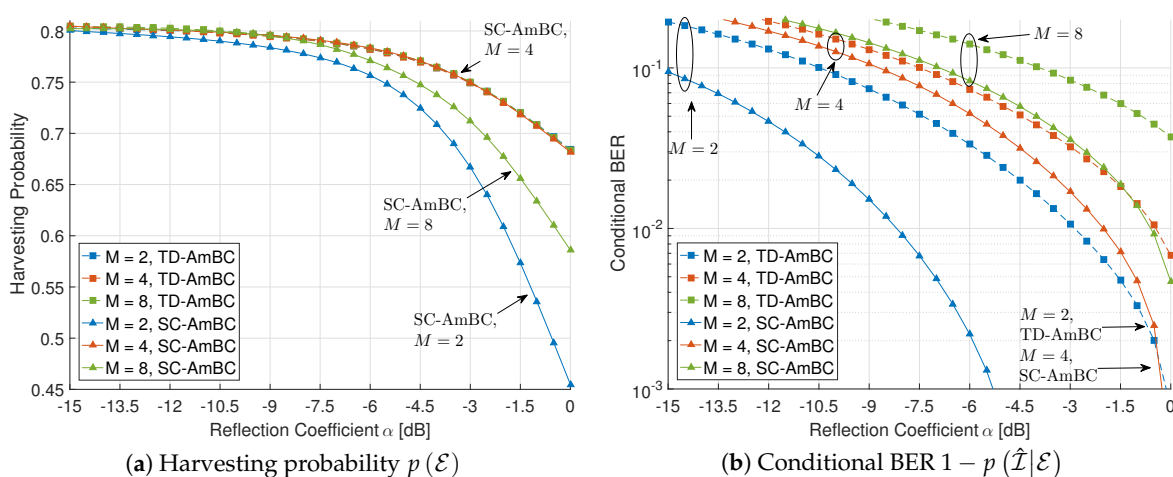 0.8
0.75
0.7
0.65
0.6
0.55
0.5
0.45
Harvesting Probability
SC-AmBC,
M = 4
SC-AmBC,
M = 8
SC-AmBC,
M = 2
M = 2, TD-AmBC
M = 4, TD-AmBC
M = 8, TD-AmBC
M = 2, SC-AmBC
M = 4, SC-AmBC
M = 8, SC-AmBC
-15 -13.5 -12 -10.5 -9 -7.5 -6 -4.5 -3 -1.5 0
Reflection Coefficient α [dB]
(a) Harvesting probability p (ℰ)
10⁻¹
10⁻²
10⁻³
Conditional BER
M = 8
M = 4
M = 2
M = 2, TD-AmBC
M = 4, TD-AmBC
M = 8, TD-AmBC
M = 2, SC-AmBC
M = 4, SC-AmBC
M = 8, SC-AmBC
M = 2,
TD-AmBC
M = 4,
SC-AmBC
-15 -13.5 -12 -10.5 -9 -7.5 -6 -4.5 -3 -1.5 0
Reflection Coefficient α [dB]
(b) Conditional BER 1 − p (ℐ̂|ℰ)